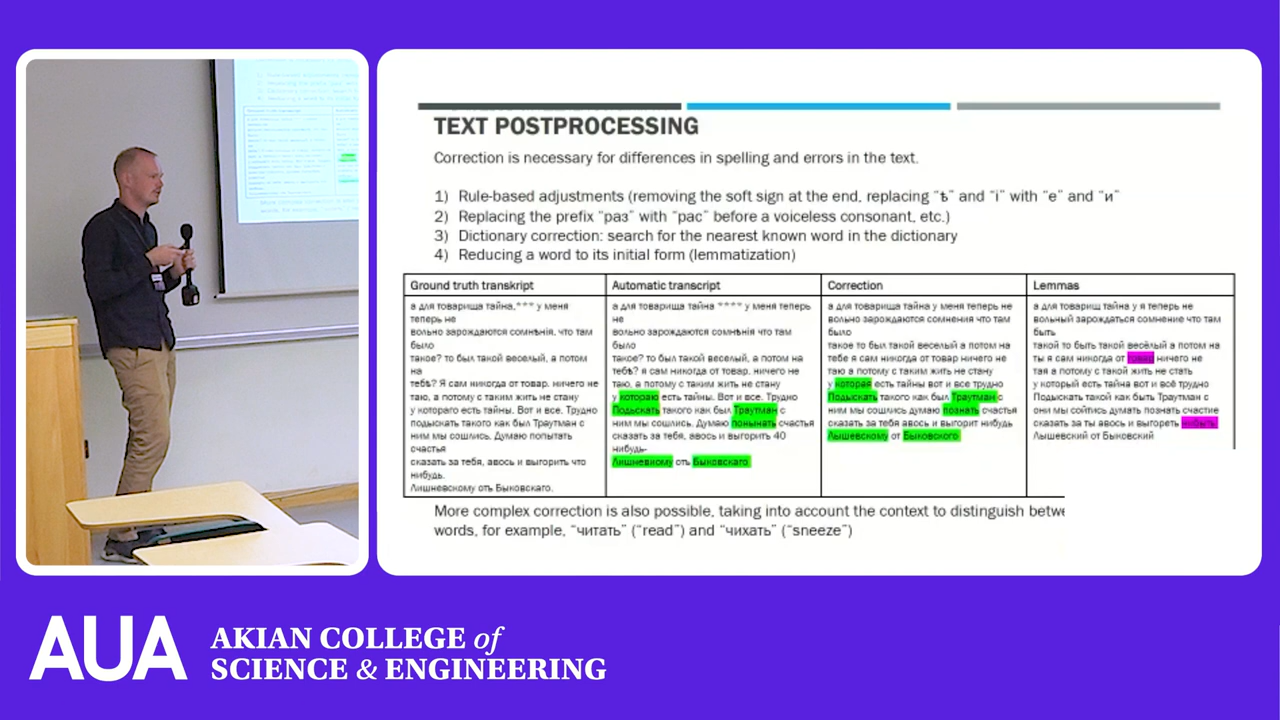 TEXT POSTPROCESSING
Correction is necessary for differences in spelling and errors in the text.
1) Rule-based adjustments (removing the soft sign at the end, replacing “ѣ” and “i” with “е” and “и”
2) Replacing the prefix “раз” with “рас” before a voiceless consonant, etc.)
3) Dictionary correction: search for the nearest known word in the dictionary
4) Reducing a word to its initial form (lemmatization)
Ground truth transkript
а для товарища тайна,*** у меня
теперь не
вольно зарождаются сомнѣнія, что там
было
такое? то был такой веселый, а потом
на
тебѣ? Я сам никогда от товар. ничего не
таю, а потому с таким жить не стану
у котораго есть тайны. Вот и все. Трудно
подыскать такого как был Траутман с
ним мы сошлись. Думаю попытать
счастья
сказать за тебя, авось и выгорить что
нибудь.
Лишневскому отъ Быковскаго.
Automatic transcript
а для товарища тайна **** у меня теперь
не
вольно зарождаются сомнѣния что там
было
такое? то был такой веселый, а потом на
тебѣ? я сам никогда от товар. ничего не
таю, а потому с таким жить не стану
у котораю есть тайны. Вот и все. Трудно
Подыскать такого как был Траутман с
ним мы сошлись. Думаю понынать счастья
сказать за тебя, авось и выгорить 40
нибудь-
Лишневиому отъ Быковскаго
Correction
а для товарища тайна у меня теперь не
вольно зарождаются сомнения что там
было
такое то был такой веселый а потом на
тебе я сам никогда от товар ничего не
таю а потому с таким жить не стану
у которая есть тайны вот и все трудно
Подыскать такого как был Траутман с
ним мы сошлись думаю познать счастья
сказать за тебя авось и выгорит нибудь
Лышевскому от Быковского
Lemmas
а для товарищ тайна у я теперь не
вольный зарождаться сомнение что там
быть
такой то быть такой весёлый а потом на
ты я сам никогда от товар ничего не
тая а потому с такой жить не стать
у который есть тайна вот и всё трудно
Подыскать такой как быть Траутман с
они мы сойтись думать познать счастие
сказать за ты авось и выгореть
Лышевский от Быковский
More complex correction is also possible, taking into account the context to distinguish betwe
words, for example, “читать” (“read”) and “чихать” (“sneeze”)
AUA
AKIAN COLLEGE of
SCIENCE & ENGINEERING